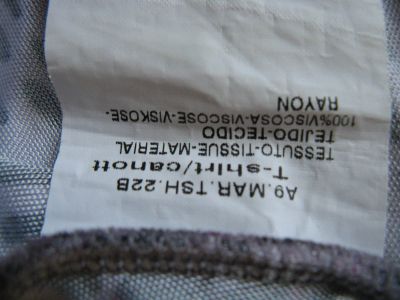 A9.MAR.TSH.22B
T-shirt/canott
TESSUTO-TISSUE-MATERIAL
TEJIDO-TECIDO
100%VISCOSA-VISCOSE-VISKOSE-
RAYON